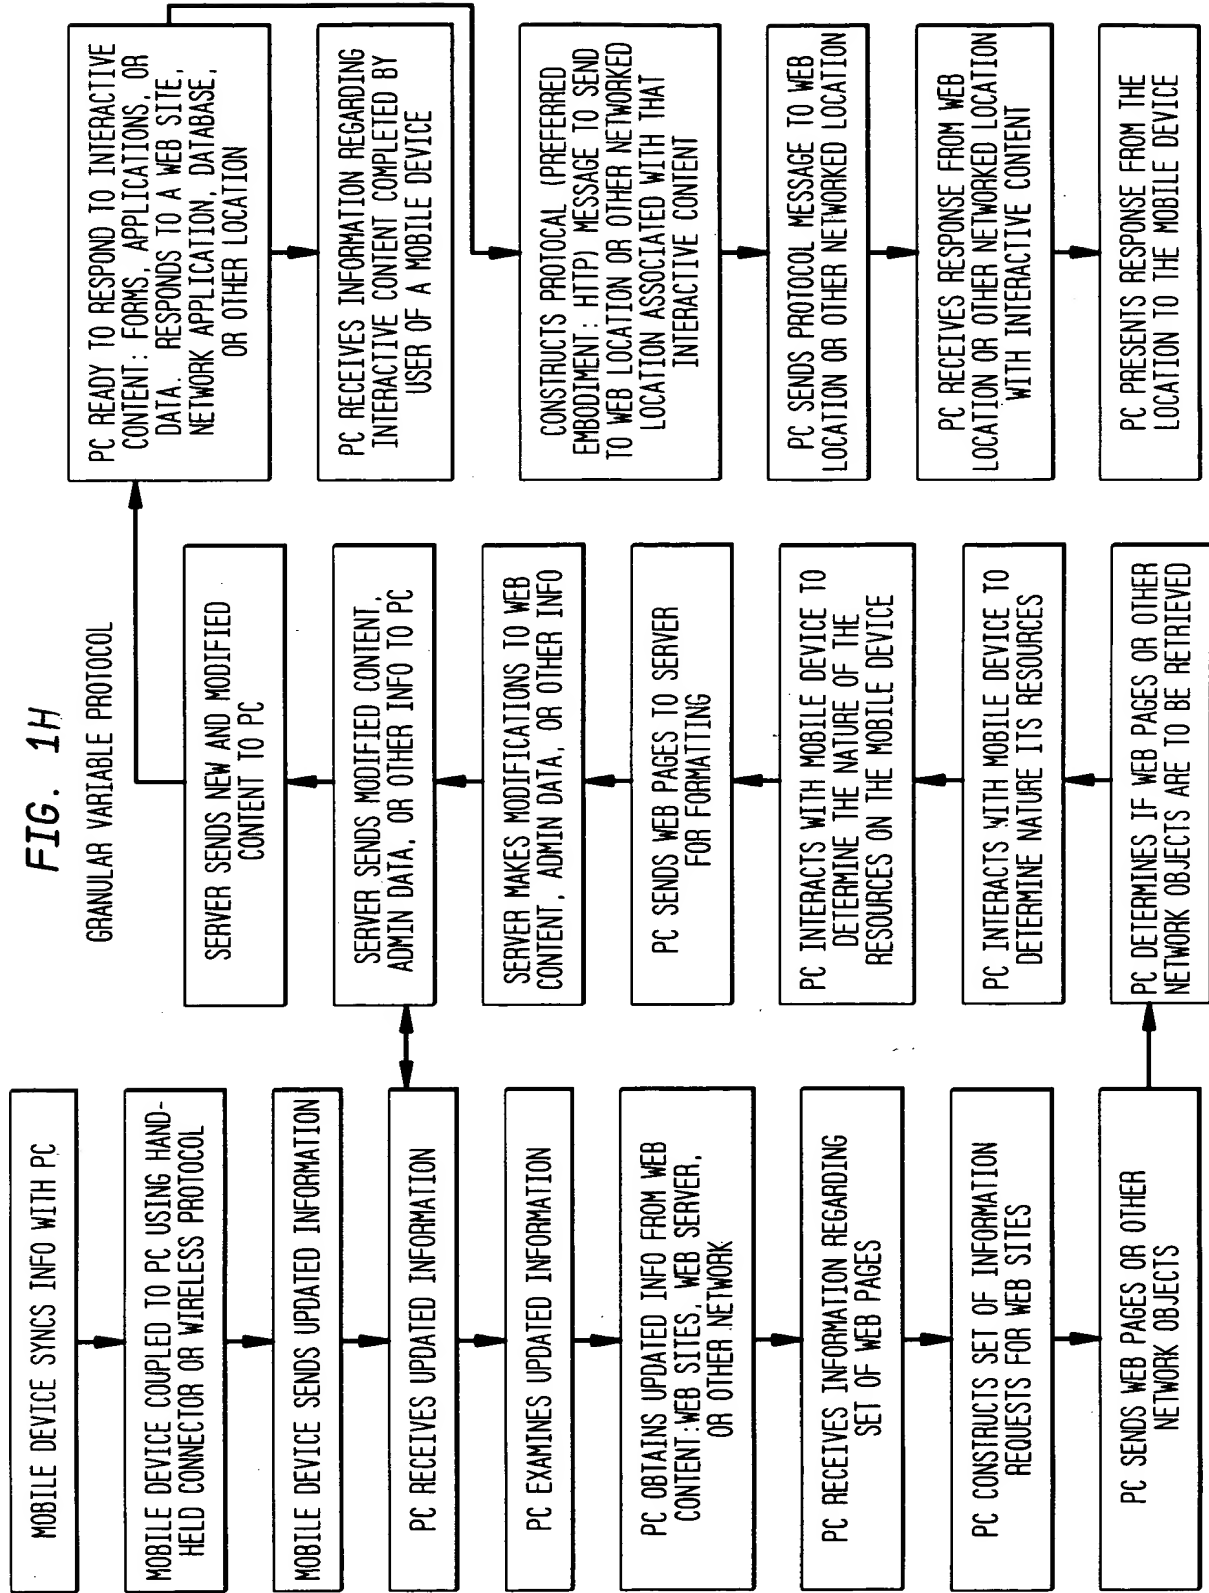 FIG. 1H
GRANULAR VARIABLE PROTOCOL
MOBILE DEVICE SYNCS INFO WITH PC
MOBILE DEVICE COUPLED TO PC USING HAND-
HELD CONNECTOR OR WIRELESS PROTOCOL
MOBILE DEVICE SENDS UPDATED INFORMATION
PC RECEIVES UPDATED INFORMATION
PC EXAMINES UPDATED INFORMATION
PC OBTAINS UPDATED INFO FROM WEB
CONTENT:WEB SITES, WEB SERVER,
OR OTHER NETWORK
PC RECEIVES INFORMATION REGARDING
SET OF WEB PAGES
PC CONSTRUCTS SET OF INFORMATION
REQUESTS FOR WEB SITES
PC SENDS WEB PAGES OR OTHER
NETWORK OBJECTS
SERVER SENDS NEW AND MODIFIED
CONTENT TO PC
SERVER SENDS MODIFIED CONTENT,
ADMIN DATA, OR OTHER INFO TO PC
SERVER MAKES MODIFICATIONS TO WEB
CONTENT, ADMIN DATA, OR OTHER INFO
PC SENDS WEB PAGES TO SERVER
FOR FORMATTING
PC INTERACTS WITH MOBILE DEVICE TO
DETERMINE THE NATURE OF THE
RESOURCES ON THE MOBILE DEVICE
PC INTERACTS WITH MOBILE DEVICE TO
DETERMINE NATURE ITS RESOURCES
PC DETERMINES IF WEB PAGES OR OTHER
NETWORK OBJECTS ARE TO BE RETRIEVED
PC READY TO RESPOND TO INTERACTIVE
CONTENT: FORMS, APPLICATIONS, OR
DATA. RESPONDS TO A WEB SITE,
NETWORK APPLICATION, DATABASE,
OR OTHER LOCATION
PC RECEIVES INFORMATION REGARDING
INTERACTIVE CONTENT COMPLETED BY
USER OF A MOBILE DEVICE
CONSTRUCTS PROTOCAL (PREFERRED
EMBODIMENT: HTTP) MESSAGE TO SEND
TO WEB LOCATION OR OTHER NETWORKED
LOCATION ASSOCIATED WITH THAT
INTERACTIVE CONTENT
PC SENDS PROTOCOL MESSAGE TO WEB
LOCATION OR OTHER NETWORKED LOCATION
PC RECEIVES RESPONSE FROM WEB
LOCATION OR OTHER NETWORKED LOCATION
WITH INTERACTIVE CONTENT
PC PRESENTS RESPONSE FROM THE
LOCATION TO THE MOBILE DEVICE